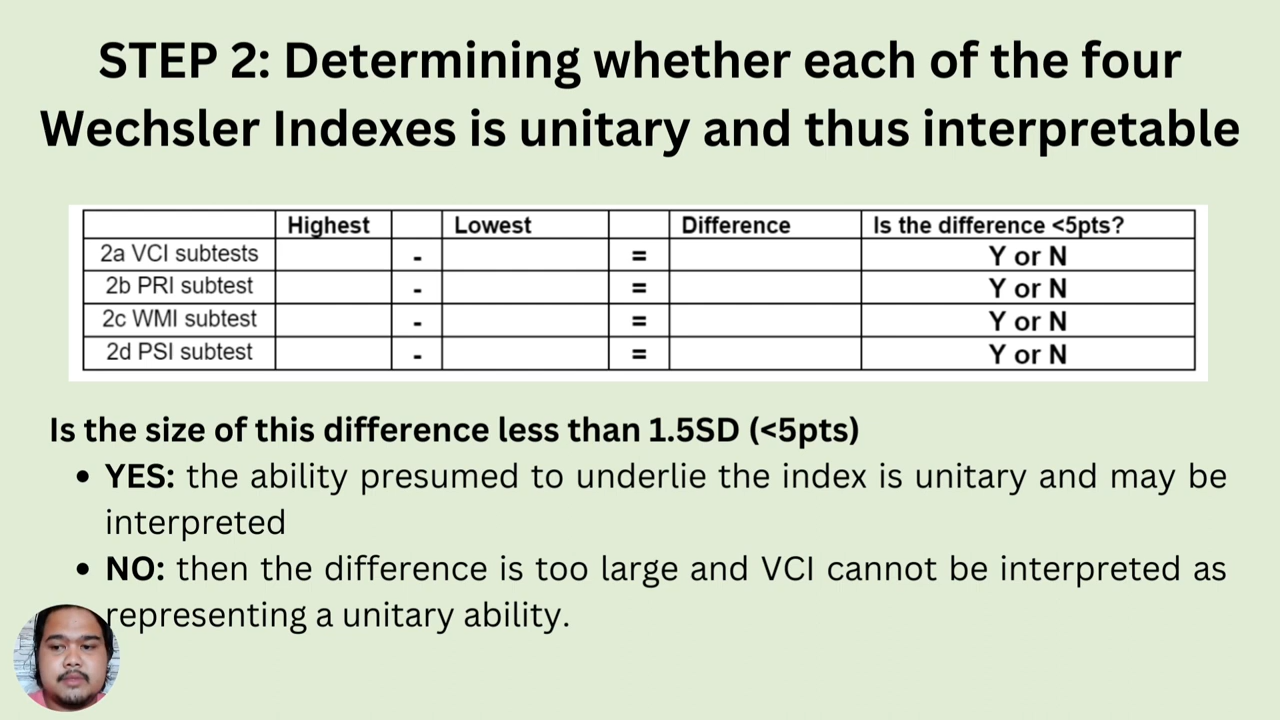 STEP 2: Determining whether each of the four
Wechsler Indexes is unitary and thus interpretable
Highest Lowest Difference Is the difference <5pts?
2a VCI subtests - = Y or N
2b PRI subtest - = Y or N
2c WMI subtest - = Y or N
2d PSI subtest - = Y or N
Is the size of this difference less than 1.5SD (<5pts)
• YES: the ability presumed to underlie the index is unitary and may be
interpreted
• NO: then the difference is too large and VCI cannot be interpreted as
representing a unitary ability.